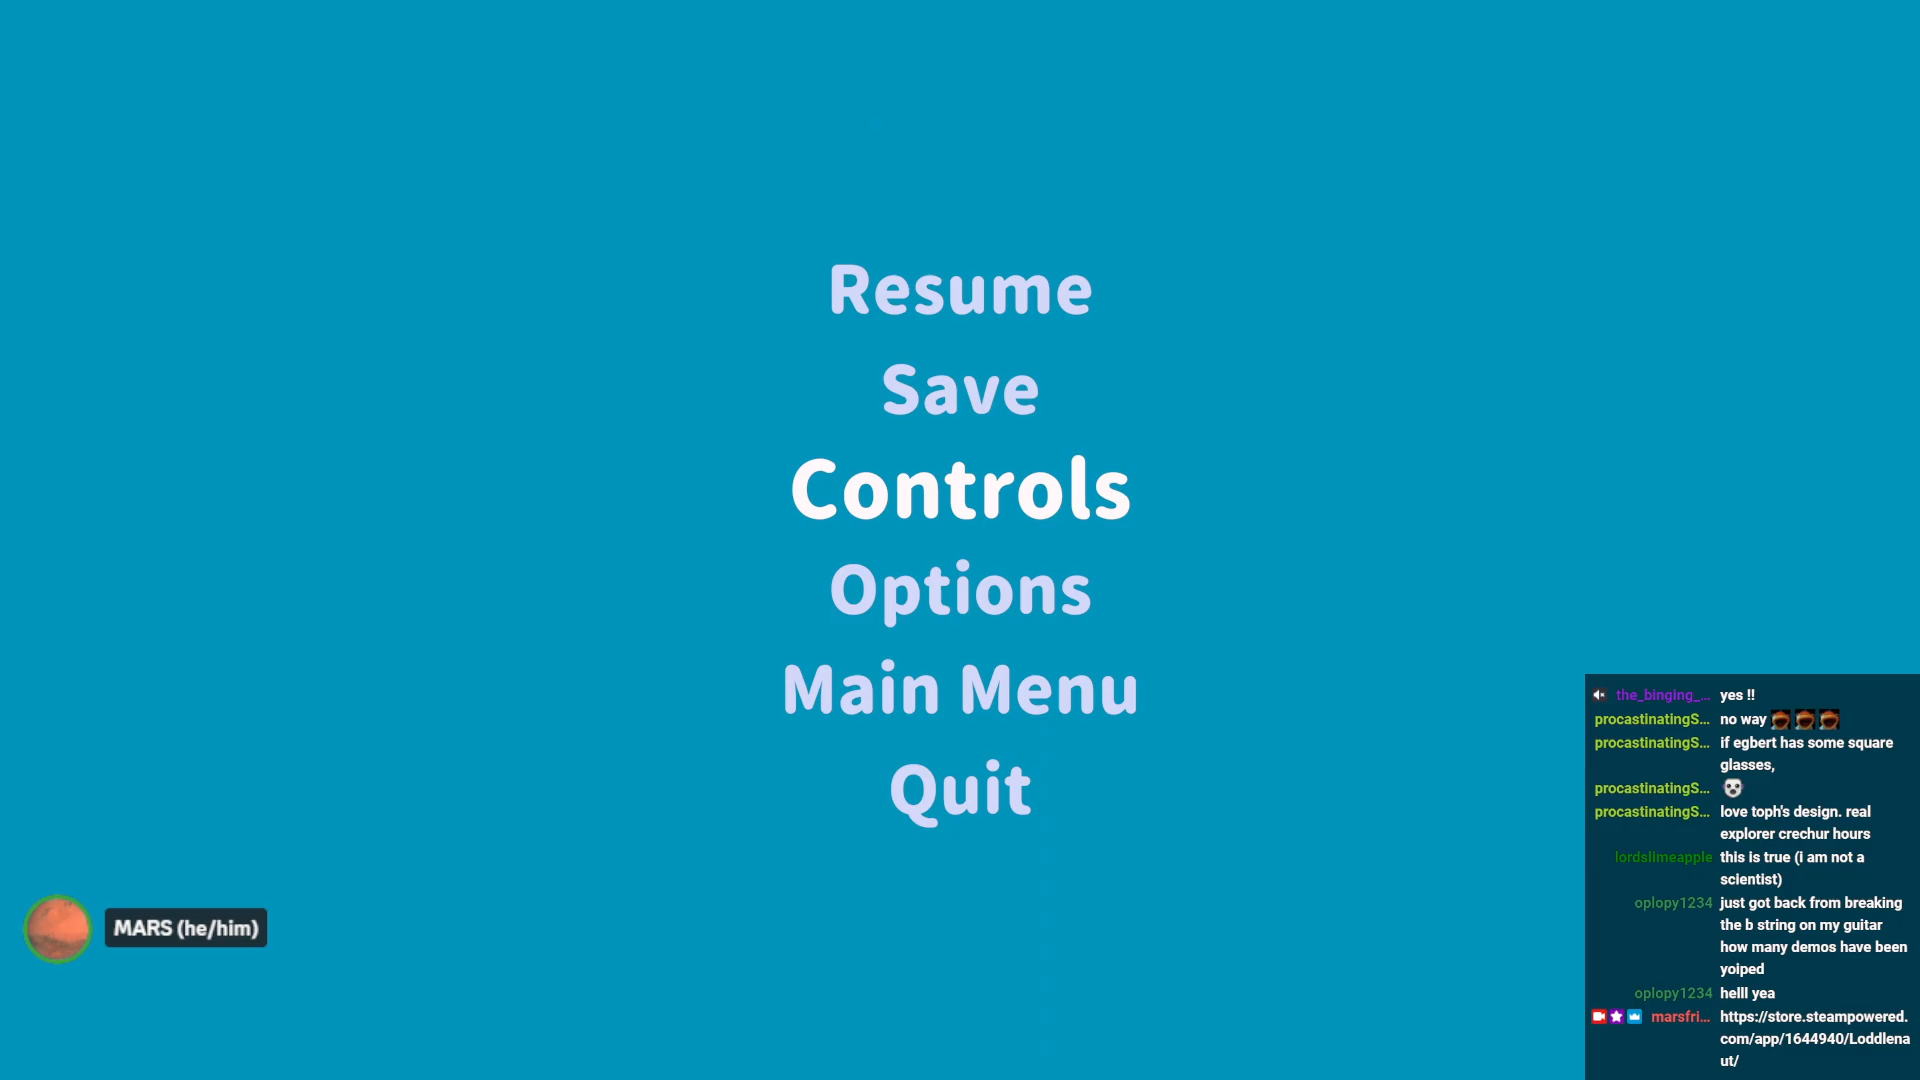 Resume
Save
Controls
Options
Main Menu
Quit
MARS (he/him)
the_binging_... yes !!
procastinatingS... no way
procastinatingS... if egbert has some square
glasses,
procastinatingS...
procastinatingS... love toph's design. real
explorer crechur hours
lordslimeapple this is true (i am not a
scientist)
oplopy1234 just got back from breaking
the b string on my guitar
how many demos have been
yoiped
oplopy1234 helll yea
marsfri... https://store.steampowered.
com/app/1644940/Loddlena
ut/